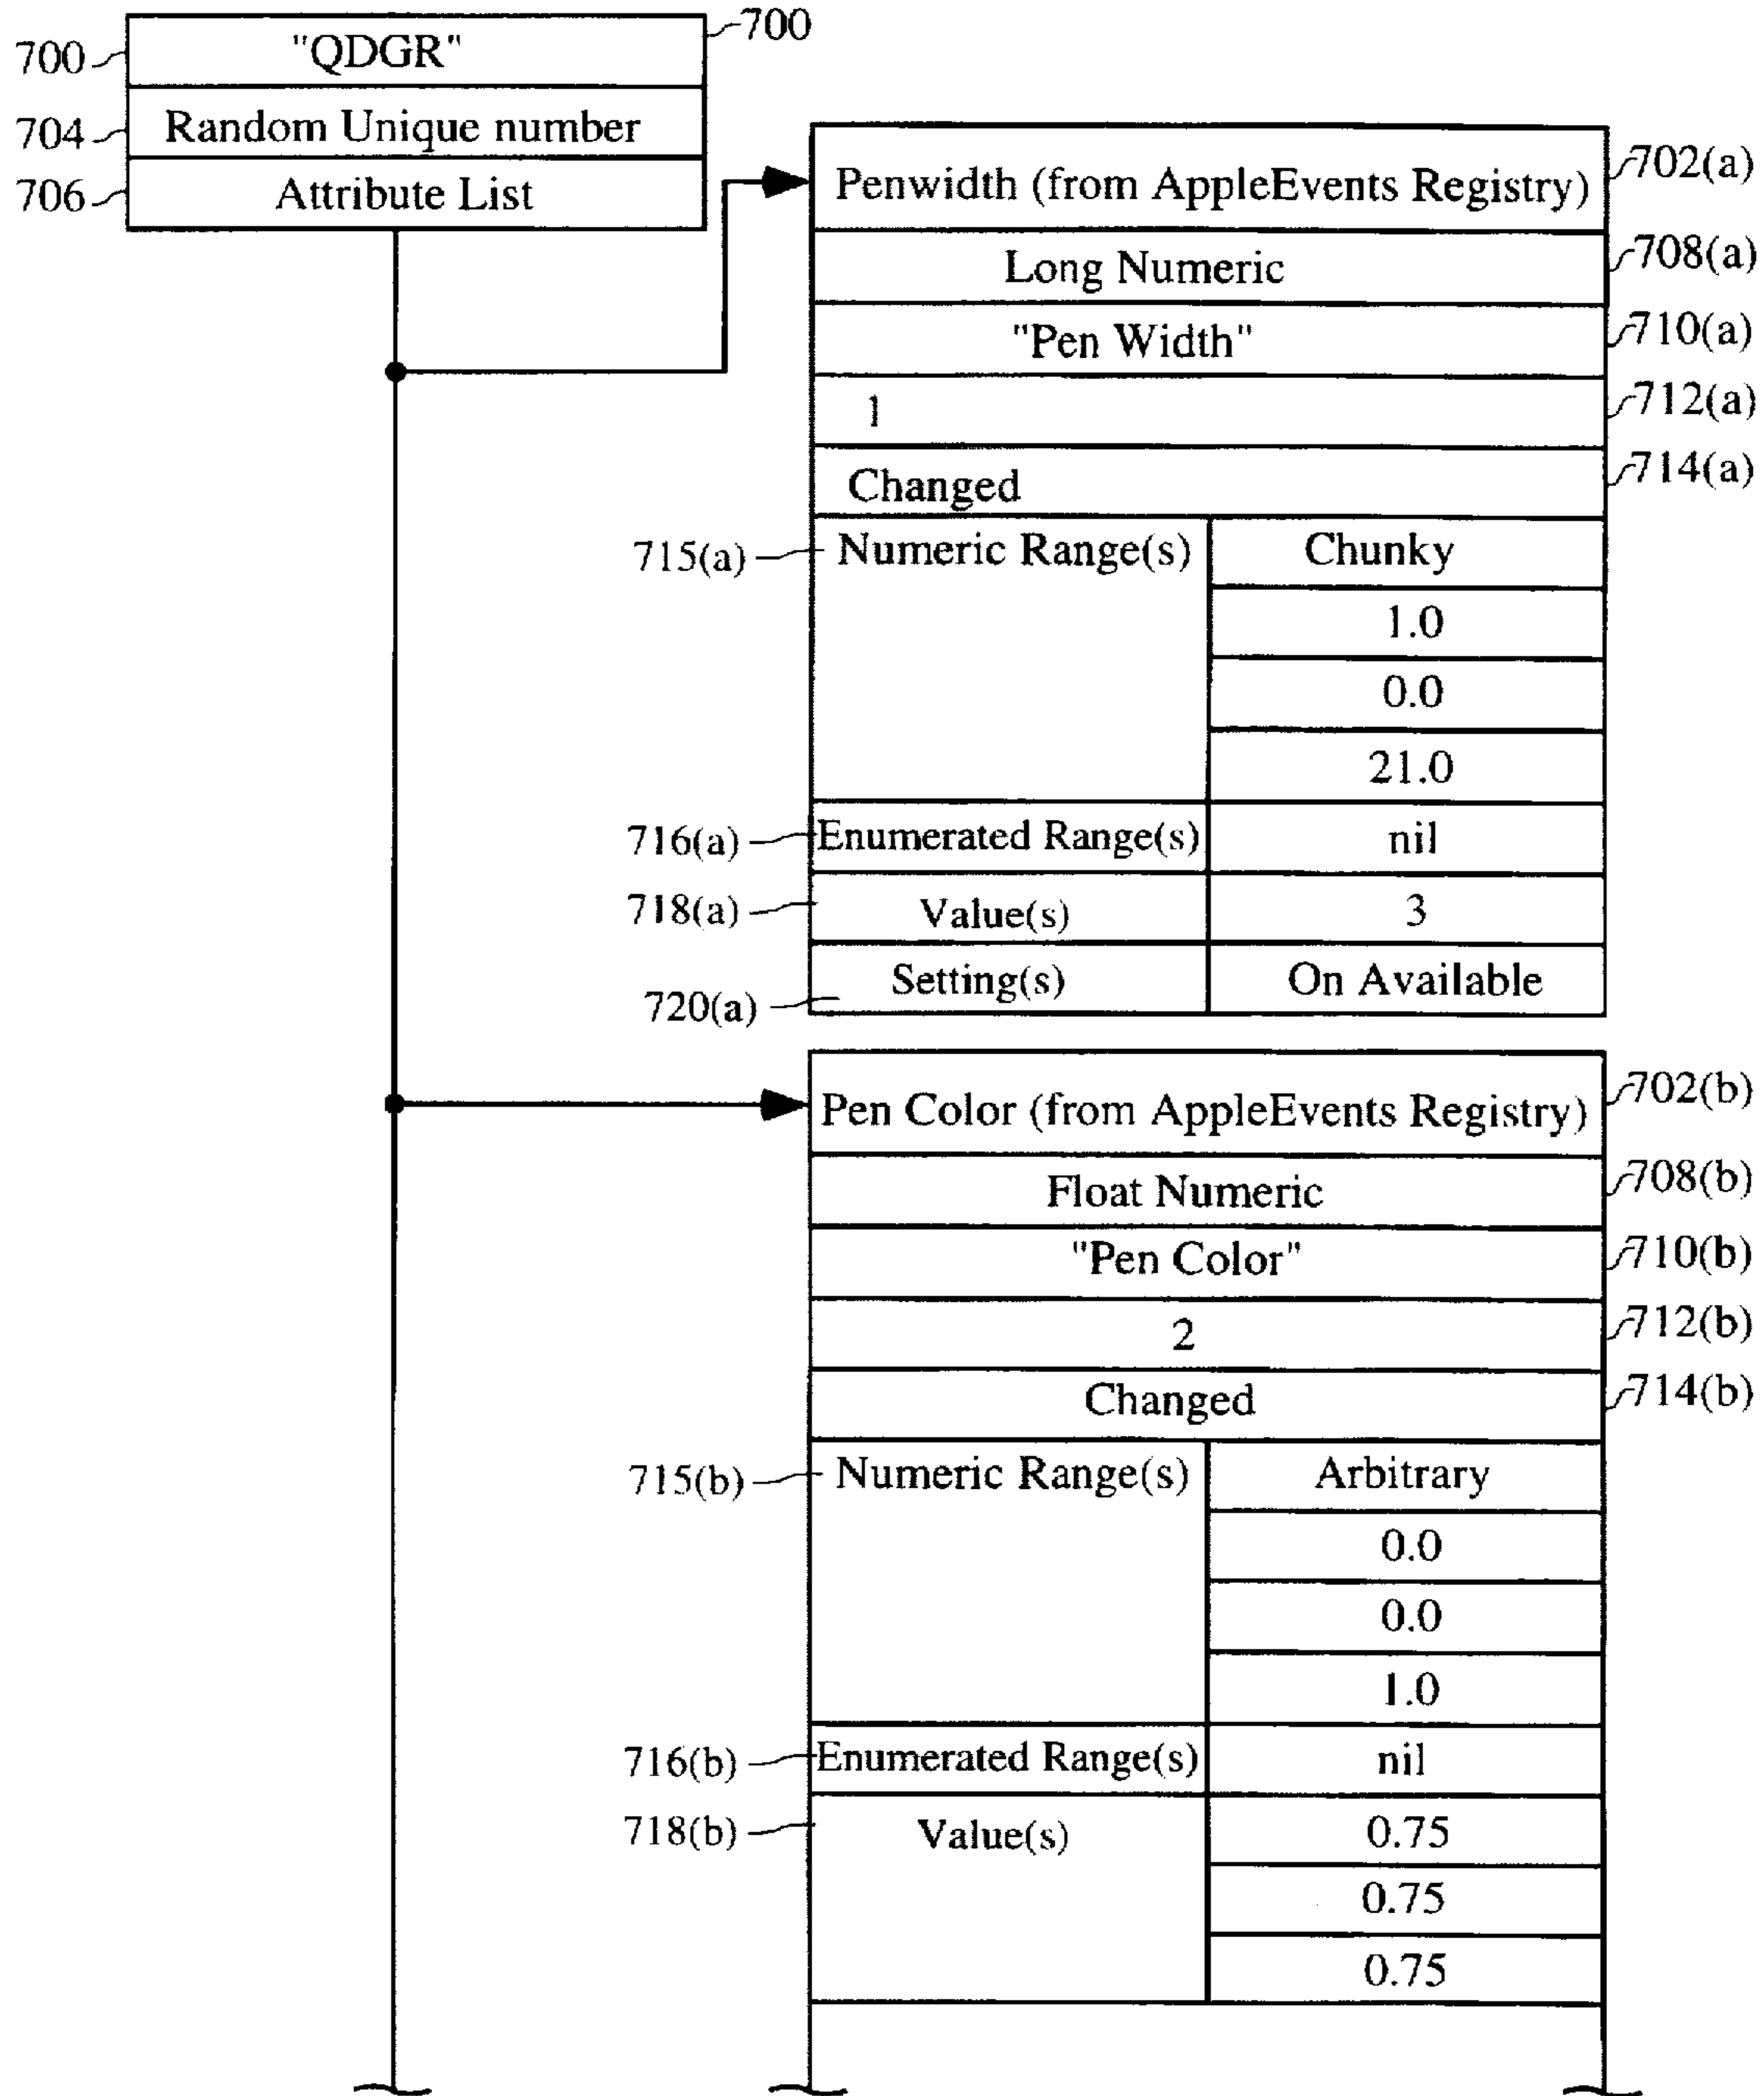 700 "QDGR" 700
704 Random Unique number
706 Attribute List
Penwidth (from AppleEvents Registry) 702(a)
Long Numeric 708(a)
"Pen Width" 710(a)
1 712(a)
Changed 714(a)
715(a) Numeric Range(s) Chunky
1.0
0.0
21.0
716(a) Enumerated Range(s) nil
718(a) Value(s) 3
720(a) Setting(s) On Available
Pen Color (from AppleEvents Registry) 702(b)
Float Numeric 708(b)
"Pen Color" 710(b)
2 712(b)
Changed 714(b)
715(b) Numeric Range(s) Arbitrary
0.0
0.0
1.0
716(b) Enumerated Range(s) nil
718(b) Value(s) 0.75
0.75
0.75